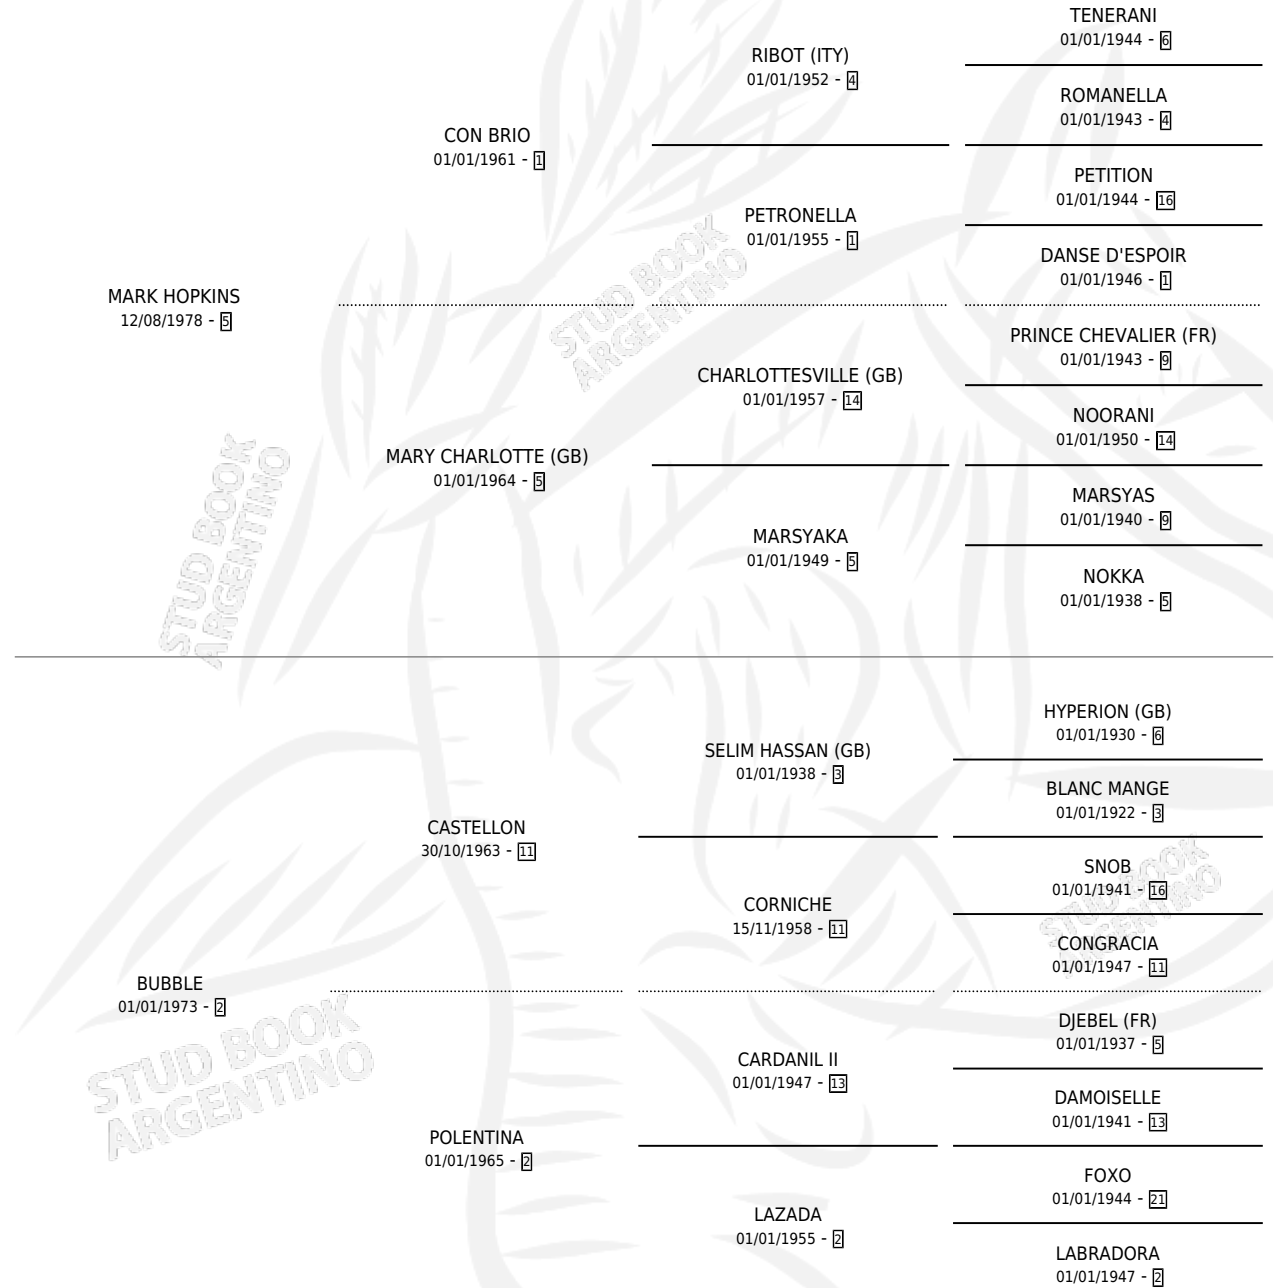 TENERANI
01/01/1944 - 6
RIBOT (ITY)
01/01/1952 - 4
ROMANELLA
01/01/1943 - 4
CON BRIO
01/01/1961 - 1
PETITION
01/01/1944 - 16
PETRONELLA
01/01/1955 - 1
DANSE D'ESPOIR
01/01/1946 - 1
MARK HOPKINS
12/08/1978 - 5
STUD BOOK
ARGENTINO
PRINCE CHEVALIER (FR)
01/01/1943 - 9
CHARLOTTESVILLE (GB)
01/01/1957 - 14
NOORANI
01/01/1950 - 14
MARY CHARLOTTE (GB)
01/01/1964 - 5
MARSYAS
01/01/1940 - 9
MARSYAKA
01/01/1949 - 5
NOKKA
01/01/1938 - 5
STUD BOOK
ARGENTINO
HYPERION (GB)
01/01/1930 - 6
SELIM HASSAN (GB)
01/01/1938 - 3
BLANC MANGE
01/01/1922 - 3
CASTELLON
30/10/1963 - 11
SNOB
01/01/1941 - 16
CORNICHE
15/11/1958 - 11
STUD BOOK
ARGENTINO
CONGRACIA
01/01/1947 - 11
BUBBLE
01/01/1973 - 2
DJEBEL (FR)
01/01/1937 - 5
CARDANIL II
01/01/1947 - 13
STUD BOOK
ARGENTINO
DAMOISELLE
01/01/1941 - 13
POLENTINA
01/01/1965 - 2
FOXO
01/01/1944 - 21
LAZADA
01/01/1955 - 2
LABRADORA
01/01/1947 - 2